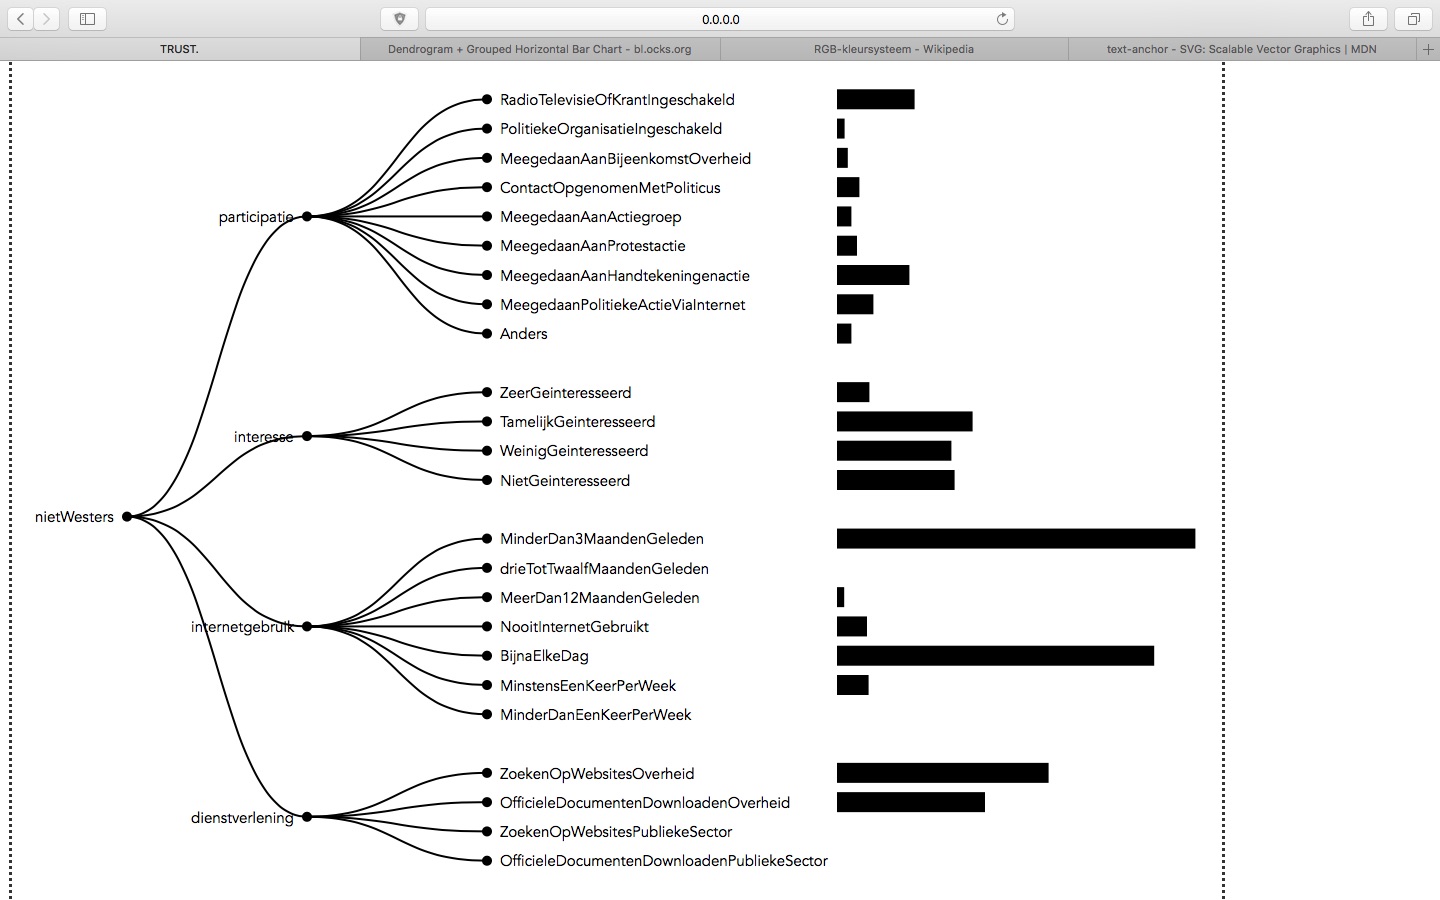 0.0.0.0
TRUST.
Dendrogram + Grouped Horizontal Bar Chart - bl.ocks.org
RGB-kleursysteem - Wikipedia
text-anchor - SVG: Scalable Vector Graphics | MDN
nietWesters
participatie
RadioTelevisieOfKrantIngeschakeld
PolitiekeOrganisatieIngeschakeld
MeegedaanAanBijeenkomstOverheid
ContactOpgenomenMetPoliticus
MeegedaanAanActiegroep
MeegedaanAanProtestactie
MeegedaanAanHandtekeningenactie
MeegedaanPolitiekeActieViaInternet
Anders
interesse
ZeerGeinteresseerd
TamelijkGeinteresseerd
WeinigGeinteresseerd
NietGeinteresseerd
internetgebruik
MinderDan3MaandenGeleden
drieTotTwaalfMaandenGeleden
MeerDan12MaandenGeleden
NooitInternetGebruikt
BijnaElkeDag
MinstensEenKeerPerWeek
MinderDanEenKeerPerWeek
dienstverlening
ZoekenOpWebsitesOverheid
OfficieleDocumentenDownloadenOverheid
ZoekenOpWebsitesPubliekeSector
OfficieleDocumentenDownloadenPubliekeSector